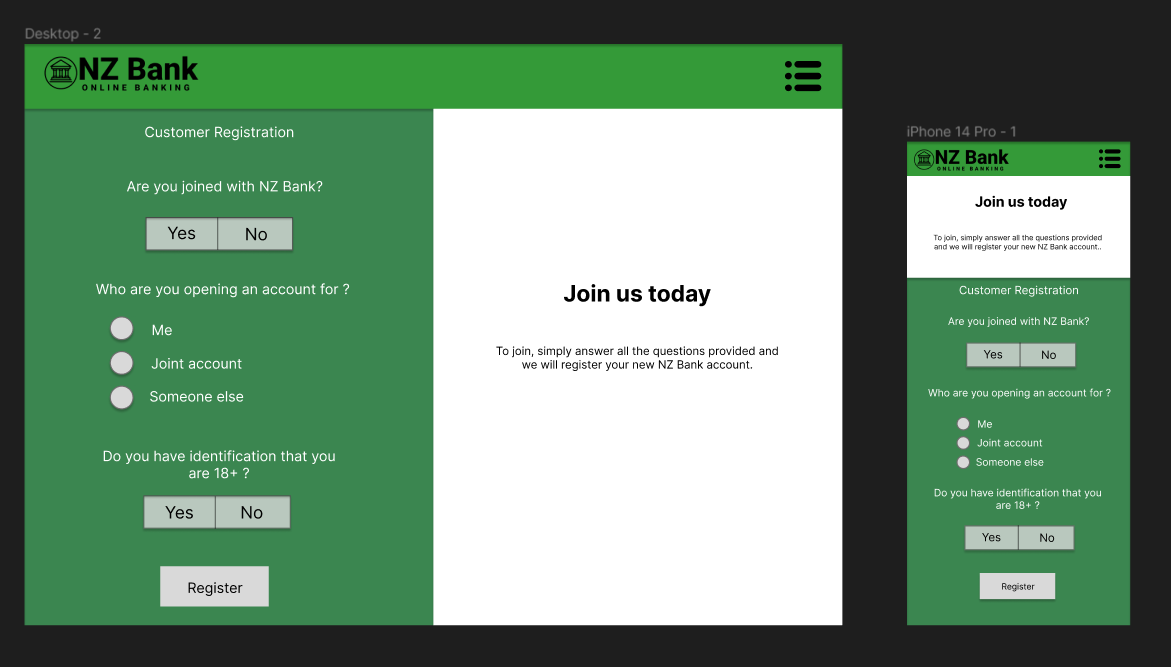 Desktop - 2
NZ Bank
ONLINE BANKING
Customer Registration
Are you joined with NZ Bank?
Yes No
Who are you opening an account for ?
Me
Joint account
Someone else
Do you have identification that you
are 18+ ?
Yes No
Register
Join us today
To join, simply answer all the questions provided and
we will register your new NZ Bank account.
iPhone 14 Pro - 1
NZ Bank
ONLINE BANKING
Join us today
To join, simply answer all the questions provided
and we will register your new NZ Bank account..
Customer Registration
Are you joined with NZ Bank?
Yes No
Who are you opening an account for ?
Me
Joint account
Someone else
Do you have identification that you
are 18+ ?
Yes No
Register